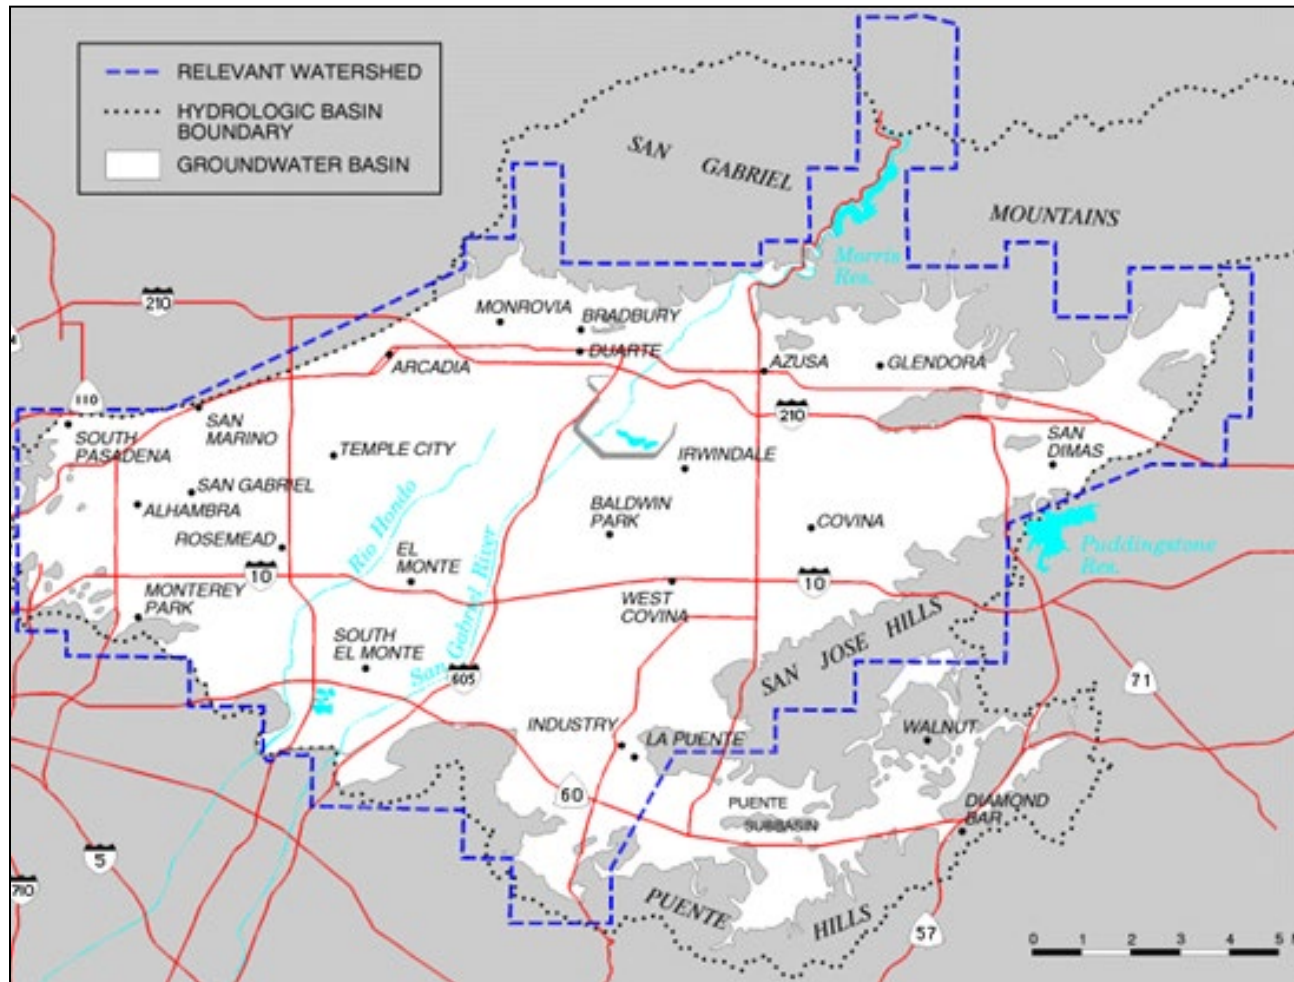 RELEVANT WATERSHED
HYDROLOGIC BASIN
BOUNDARY
GROUNDWATER BASIN
SAN GABRIEL
MOUNTAINS
Morris
Res.
210
MONROVIA
BRADBURY
DUARTE
ARCADIA
AZUSA
GLENDORA
110
SOUTH
PASADENA
SAN
MARINO
210
TEMPLE CITY
IRWINDALE
SAN
DIMAS
SAN GABRIEL
ALHAMBRA
ROSEMEAD
Rio Hondo
BALDWIN
PARK
COVINA
Puddingstone
Res.
EL
MONTE
10
10
MONTEREY
PARK
WEST
COVINA
SOUTH
EL MONTE
San Gabriel River
605
SAN JOSE HILLS
71
INDUSTRY
LA PUENTE
WALNUT
60
PUENTE
SUBBASIN
DIAMOND
BAR
5
710
PUENTE
HILLS
57
0 1 2 3 4 5